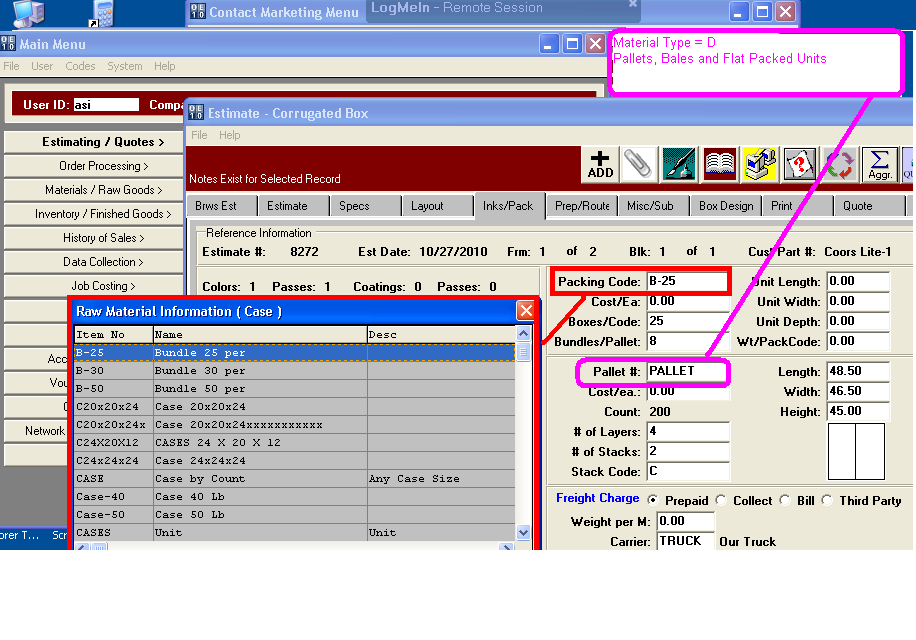 Contact Marketing Menu
LogMeIn - Remote Session
Main Menu
File User Codes System Help
Material Type = D
Pallets, Bales and Flat Packed Units
User ID: asi
Estimate - Corrugated Box
File Help
Notes Exist for Selected Record
ADD
Aggr.
Estimating / Quotes >
Order Processing >
Materials / Raw Goods >
Inventory / Finished Goods >
History of Sales >
Data Collection >
Job Costing >
Network
Brws Est Estimate Specs Layout Inks/Pack Prep/Route Misc/Sub Box Design Print Quote
Reference Information
Estimate #: 8272 Est Date: 10/27/2010 Frm: 1 of 2 Blk: 1 of 1 Cust Part #: Coors Lite-1
Colors: 1 Passes: 1 Coatings: 0 Passes: 0
Packing Code: B-25 Unit Length: 0.00
Cost/Ea: 0.00 Unit Width: 0.00
Boxes/Code: 25 Unit Depth: 0.00
Bundles/Pallet: 8 Wt/PackCode: 0.00
Pallet #: PALLET Length: 48.50
Cost/ea.: 0.00 Width: 46.50
Count: 200 Height: 45.00
# of Layers: 4
# of Stacks: 2
Stack Code: C
Freight Charge Prepaid Collect Bill Third Party
Weight per M: 0.00
Carrier: TRUCK Our Truck
Raw Material Information ( Case )
Item No Name Desc
B-25 Bundle 25 per
B-30 Bundle 30 per
B-50 Bundle 50 per
C20x20x24 Case 20x20x24
C20x20x24x Case 20x20x24xxxxxxxxxxx
C24X20X12 CASES 24 X 20 X 12
C24x24x24 Case 24x24x24
CASE Case by Count Any Case Size
Case-40 Case 40 Lb
Case-50 Case 50 Lb
CASES Unit Unit